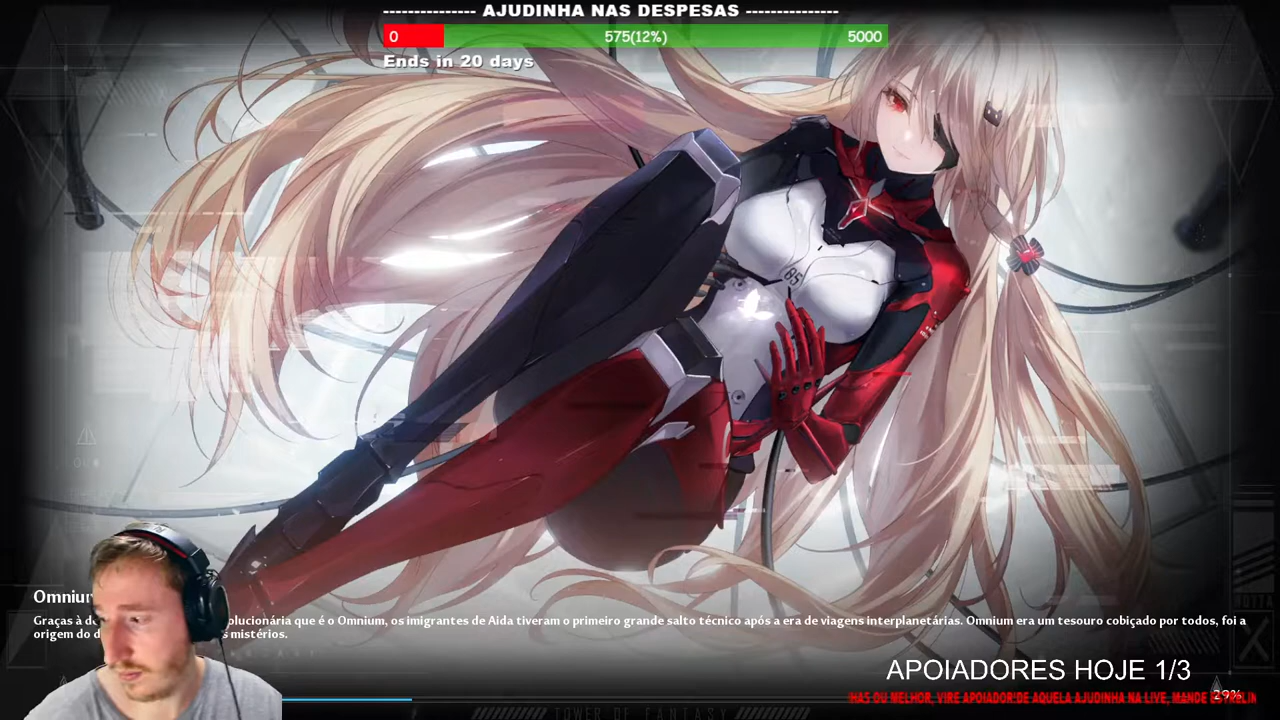 --------------- AJUDINHA NAS DESPESAS ---------------
0 575(12%) 5000
Ends in 20 days
05
Graças à olucionária que é o Omnium, os imigrantes de Aida tiveram o primeiro grande salto técnico após a era de viagens interplanetárias. Omnium era um tesouro cobiçado por todos, foi a
origem do s mistérios.
APOIADORES HOJE 1/3
HAS OU MELHOR, VIRE APOIADOR!DE AQUELA AJUDINHA NA LIVE, MANDE
29%
TOWER OF FANTASY